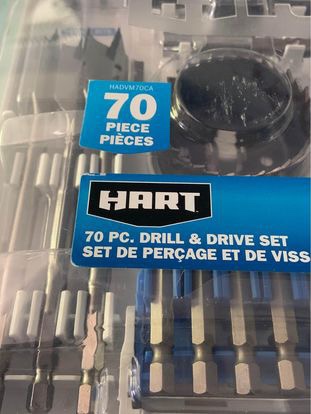 HADVM70CA
70
PIECE
PIÈCES
HART
70 PC. DRILL & DRIVE SET
SET DE PERÇAGE ET DE VISS